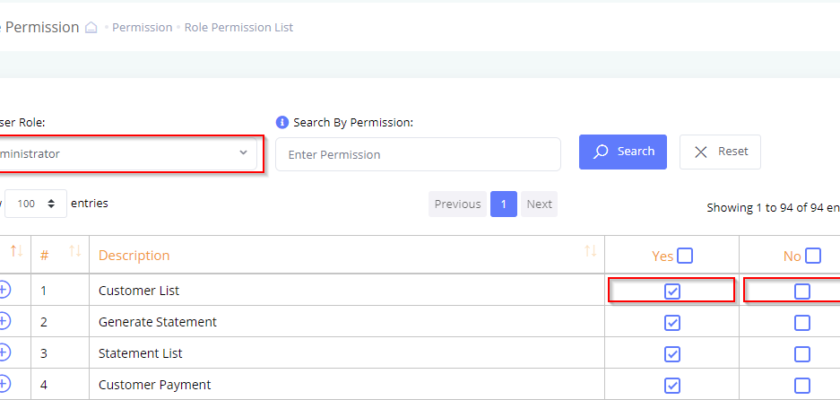 Permission Permission Role Permission List
ser Role: Search By Permission:
ministrator Enter Permission Search Reset
100 entries Previous 1 Next Showing 1 to 94 of 94 en
# Description Yes No
1 Customer List
2 Generate Statement
3 Statement List
4 Customer Payment